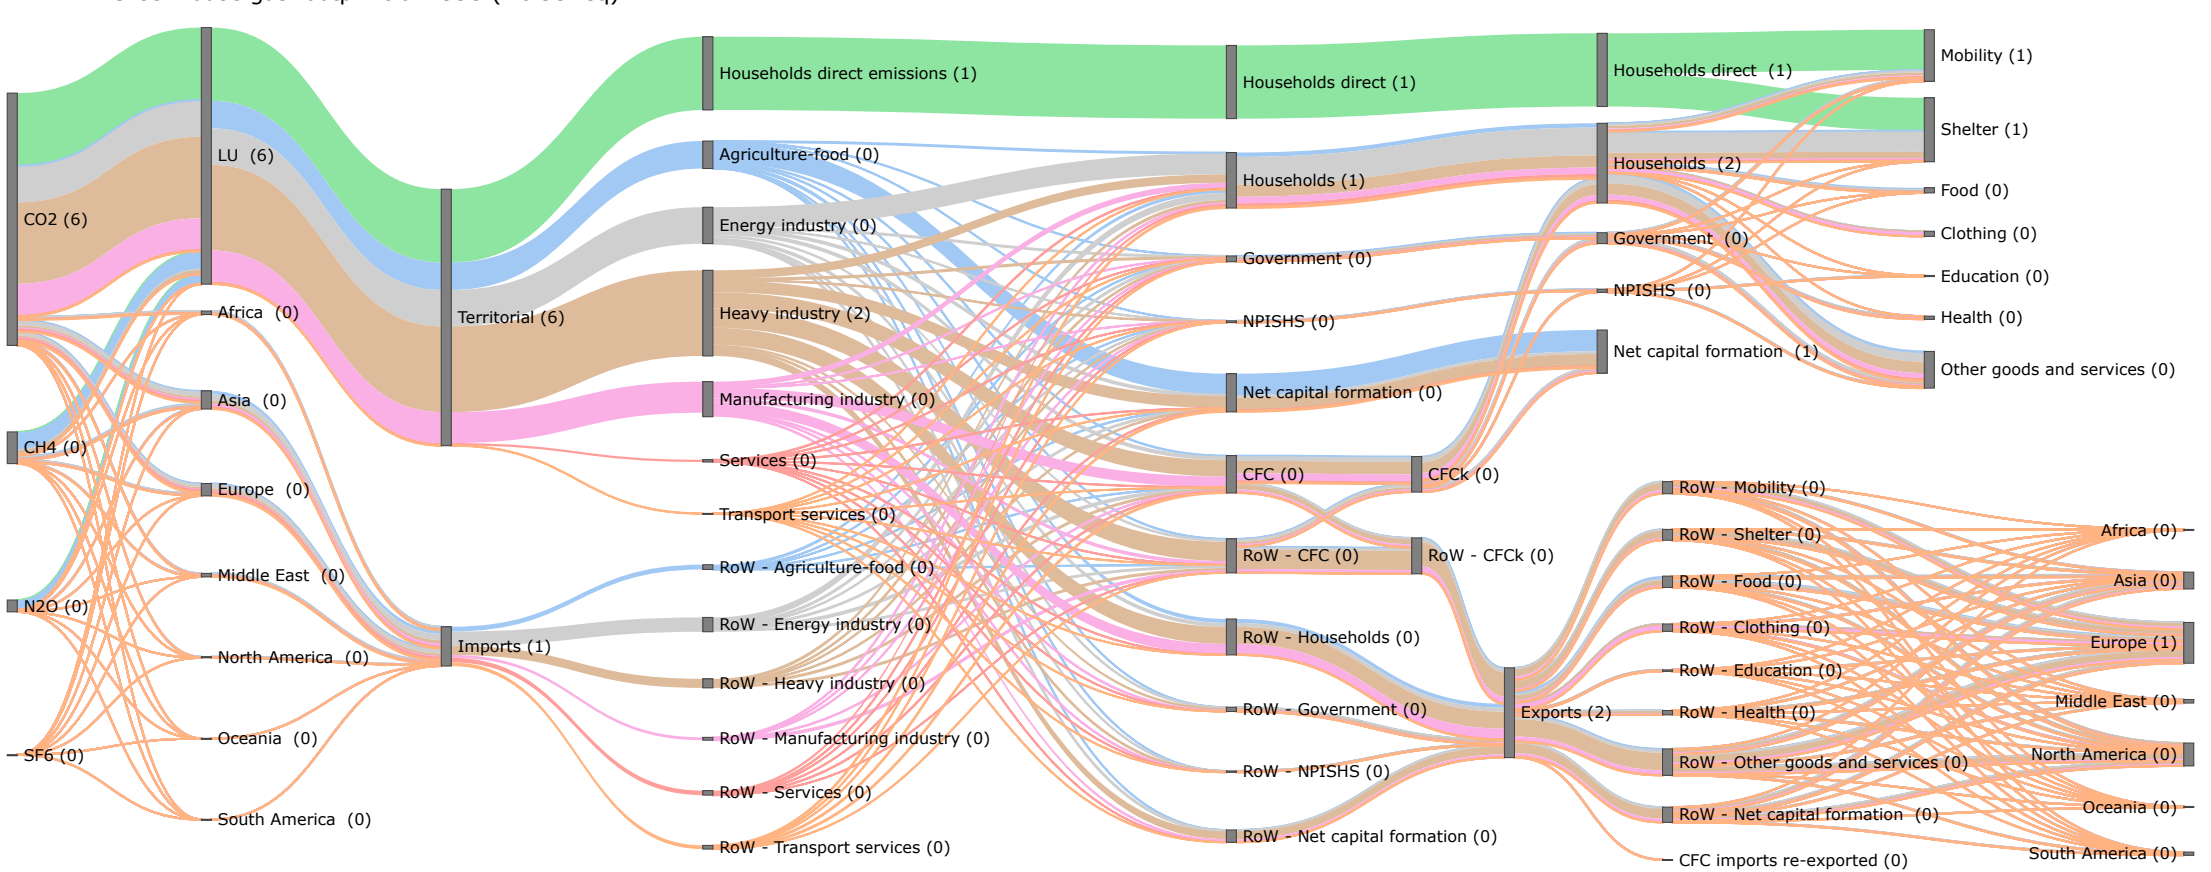 CO2 (6)
CH4 (0)
N2O (0)
SF6 (0)
LU (6)
Africa (0)
Asia (0)
Europe (0)
Middle East (0)
North America (0)
Oceania (0)
South America (0)
Territorial (6)
Imports (1)
Households direct emissions (1)
Agriculture-food (0)
Energy industry (0)
Heavy industry (2)
Manufacturing industry (0)
Services (0)
Transport services (0)
RoW - Agriculture-food (0)
RoW - Energy industry (0)
RoW - Heavy industry (0)
RoW - Manufacturing industry (0)
RoW - Services (0)
RoW - Transport services (0)
Households direct (1)
Households (1)
Government (0)
NPISHS (0)
Net capital formation (0)
CFC (0)
RoW - CFC (0)
RoW - Households (0)
RoW - Government (0)
RoW - NPISHS (0)
RoW - Net capital formation (0)
CFCk (0)
RoW - CFCk (0)
Exports (2)
Households direct (1)
Households (2)
Government (0)
NPISHS (0)
Net capital formation (1)
RoW - Mobility (0)
RoW - Shelter (0)
RoW - Food (0)
RoW - Clothing (0)
RoW - Education (0)
RoW - Health (0)
RoW - Other goods and services (0)
RoW - Net capital formation (0)
CFC imports re-exported (0)
Mobility (1)
Shelter (1)
Food (0)
Clothing (0)
Education (0)
Health (0)
Other goods and services (0)
Africa (0)
Asia (0)
Europe (1)
Middle East (0)
North America (0)
Oceania (0)
South America (0)